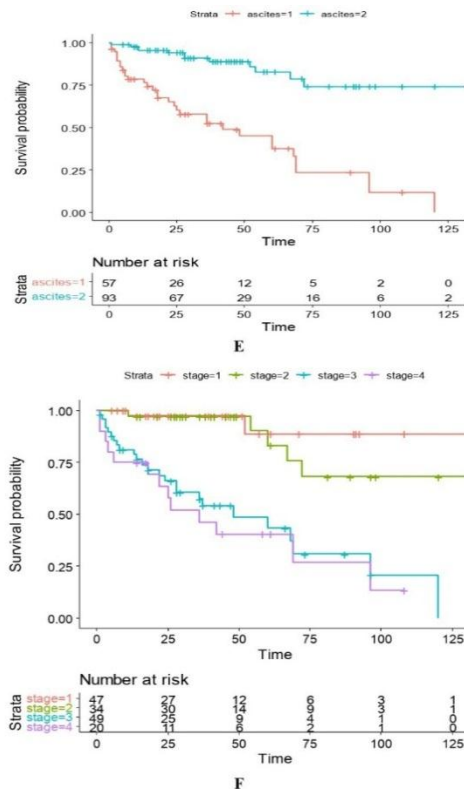 Strata ascites=1 ascites=2
Survival probability
1.00
0.75
0.50
0.25
0.00
0 25 50 75 100 125
Time
Number at risk
Strata
ascites=1 57 26 12 5 2 0
ascites=2 93 67 29 16 6 2
0 25 50 75 100 125
Time
E
Strata stage=1 stage=2 stage=3 stage=4
Survival probability
1.00
0.75
0.50
0.25
0.00
0 25 50 75 100 125
Time
Number at risk
Strata
stage=1 47 27 12 6 3 1
stage=2 34 30 14 9 3 1
stage=3 49 25 9 4 1 0
stage=4 20 11 6 2 1 0
0 25 50 75 100 125
Time
F